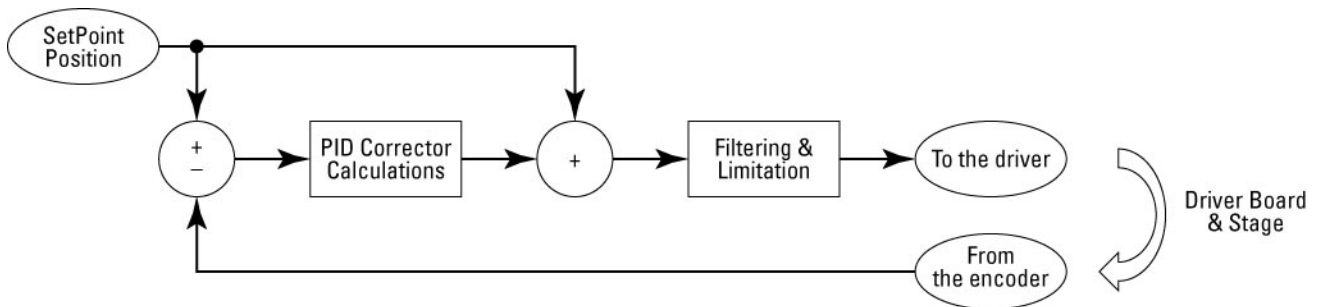 SetPoint
Position
+
–
PID Corrector
Calculations
+
Filtering &
Limitation
To the driver
Driver Board
& Stage
From
the encoder